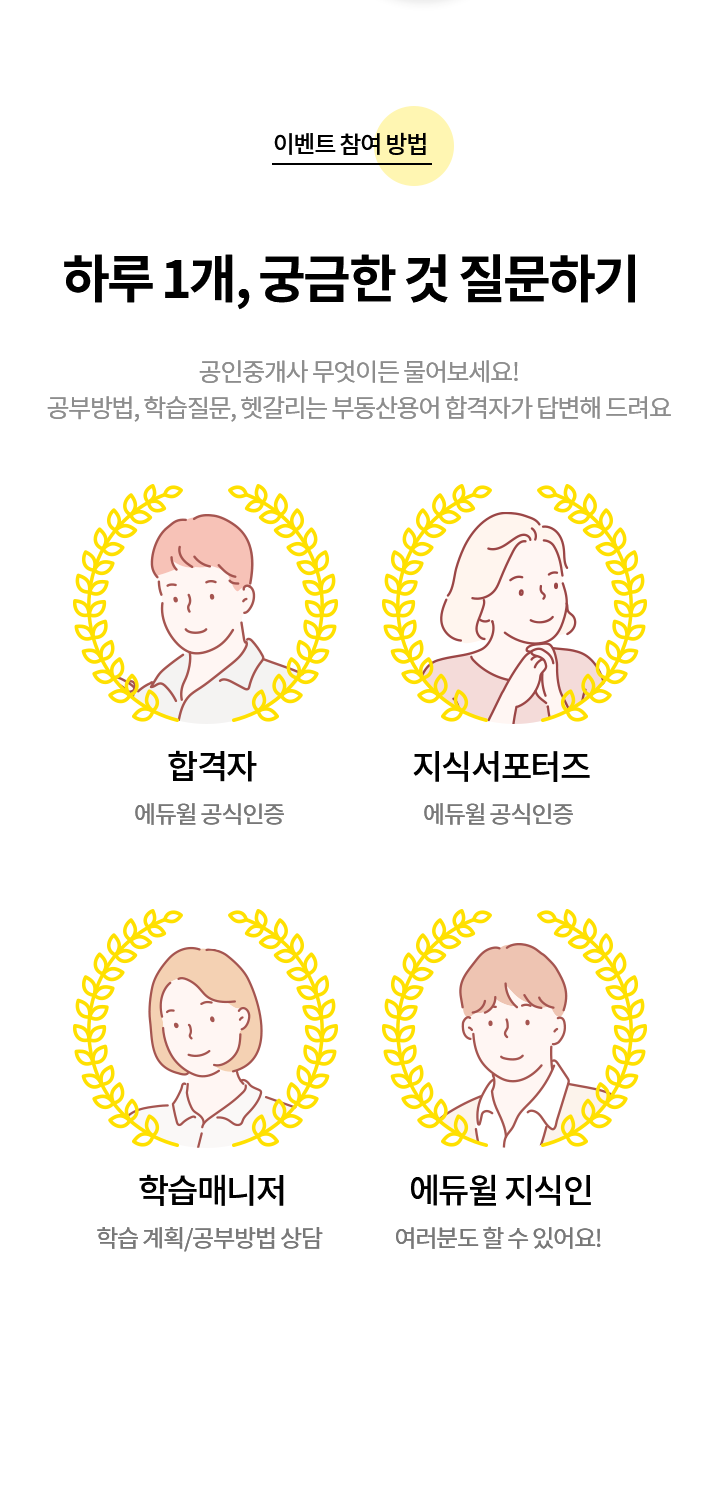 이벤트 참여 방법
하루 1개, 궁금한 것 질문하기
공인중개사 무엇이든 물어보세요!
공부방법, 학습질문, 헷갈리는 부동산용어 합격자가 답변해 드려요
합격자
에듀윌 공식인증
지식서포터즈
에듀윌 공식인증
학습매니저
학습 계획/공부방법 상담
에듀윌 지식인
여러분도 할 수 있어요!